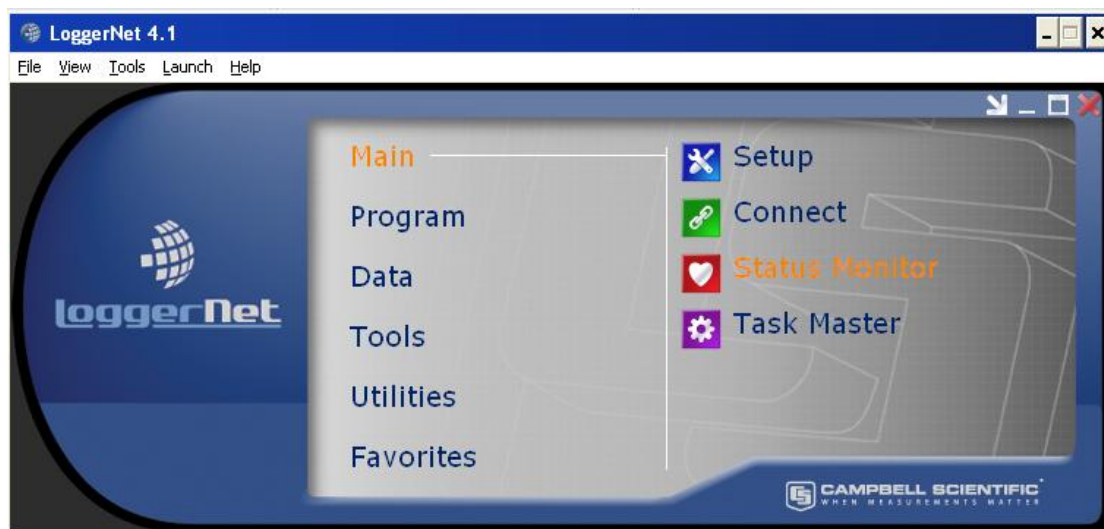 LoggerNet 4.1
File View Tools Launch Help
Main
Program
Data
Tools
Utilities
Favorites
Setup
Connect
Status Monitor
Task Master
LoggerNet
CAMPBELL SCIENTIFIC
WHEN MEASUREMENTS MATTER